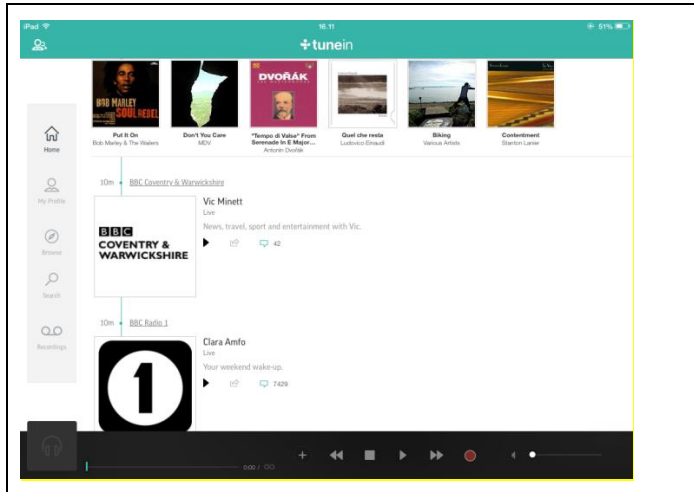 iPad
16.11
51%
tunein
BOB MARLEY
SOUL REBEL
DVOŘÁK
Put It On
Bob Marley & The Wailers
Don't You Care
MDV
"Tempo di Valse" From
Serenade In E Major...
Antonin Dvořák
Quel che resta
Ludovico Einaudi
Biking
Various Artists
Contentment
Stanton Lanier
Home
My Profile
Browse
Search
Recordings
10m
BBC Coventry & Warwickshire
BBC
COVENTRY &
WARWICKSHIRE
Vic Minett
Live
News, travel, sport and entertainment with Vic.
42
10m
BBC Radio 1
1
Clara Amfo
Live
Your weekend wake-up.
7429
0:00 /